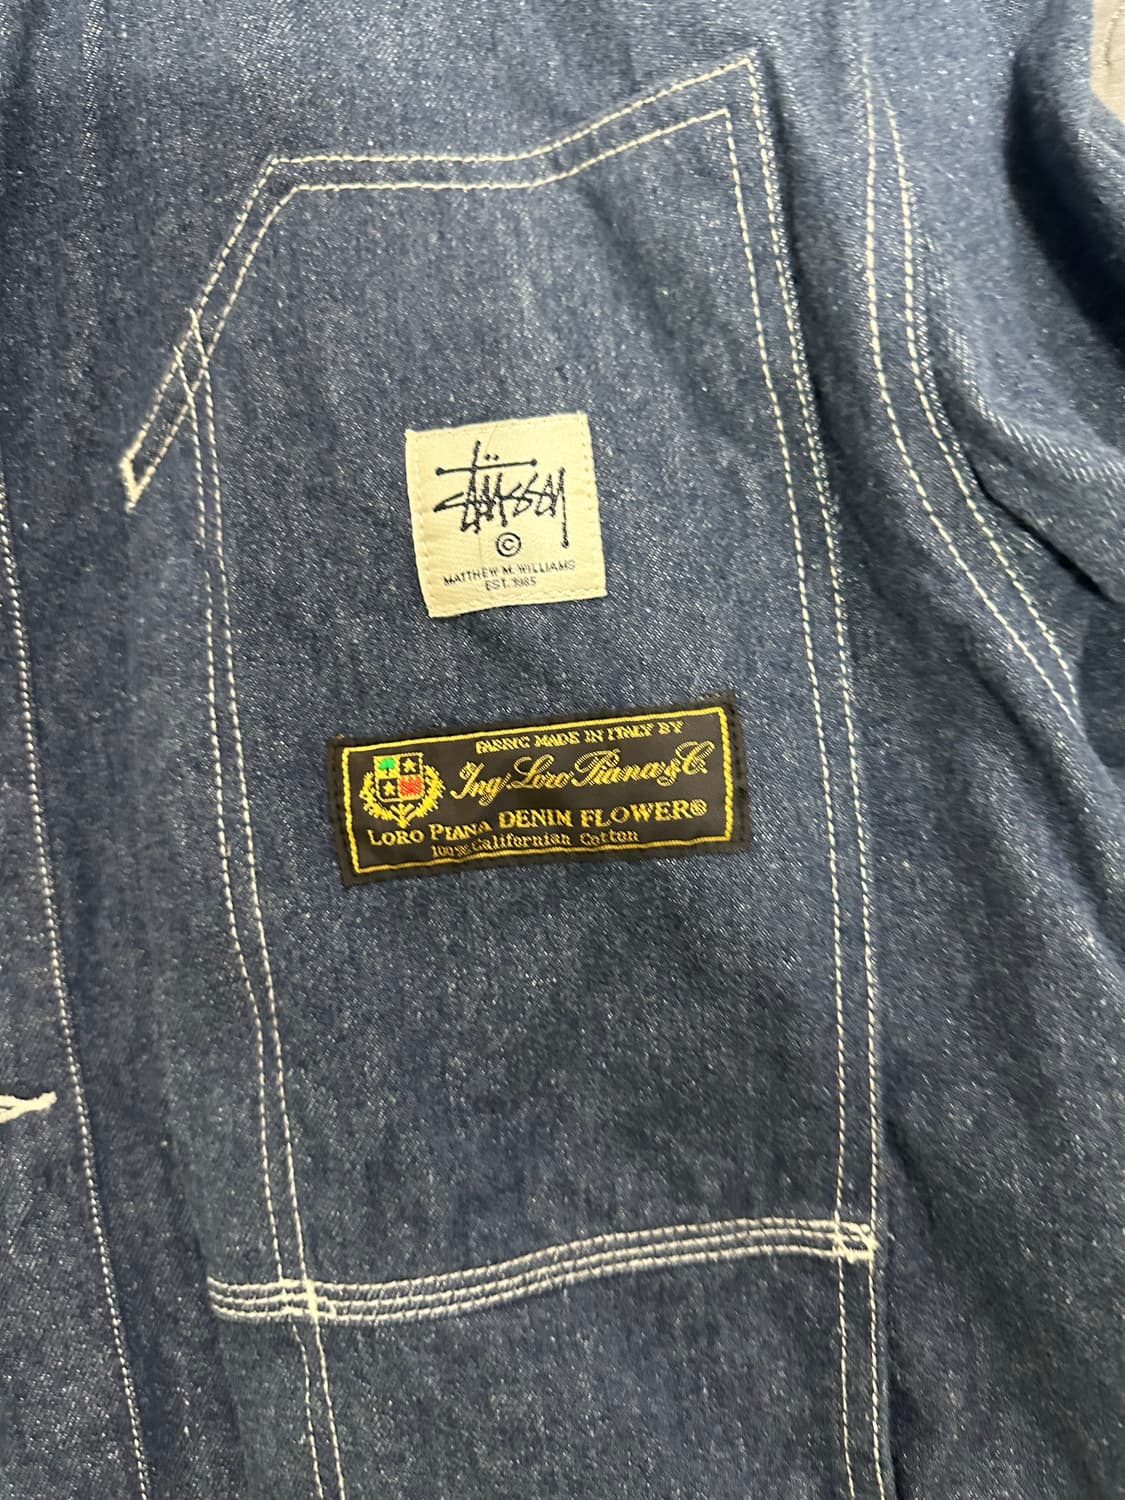 Stüssy
©
MATTHEW M. WILLIAMS
EST. 1985
FABRIC MADE IN ITALY BY
Ing. Loro Piana & C.
LORO PIANA DENIM FLOWER®
100% Californian Cotton